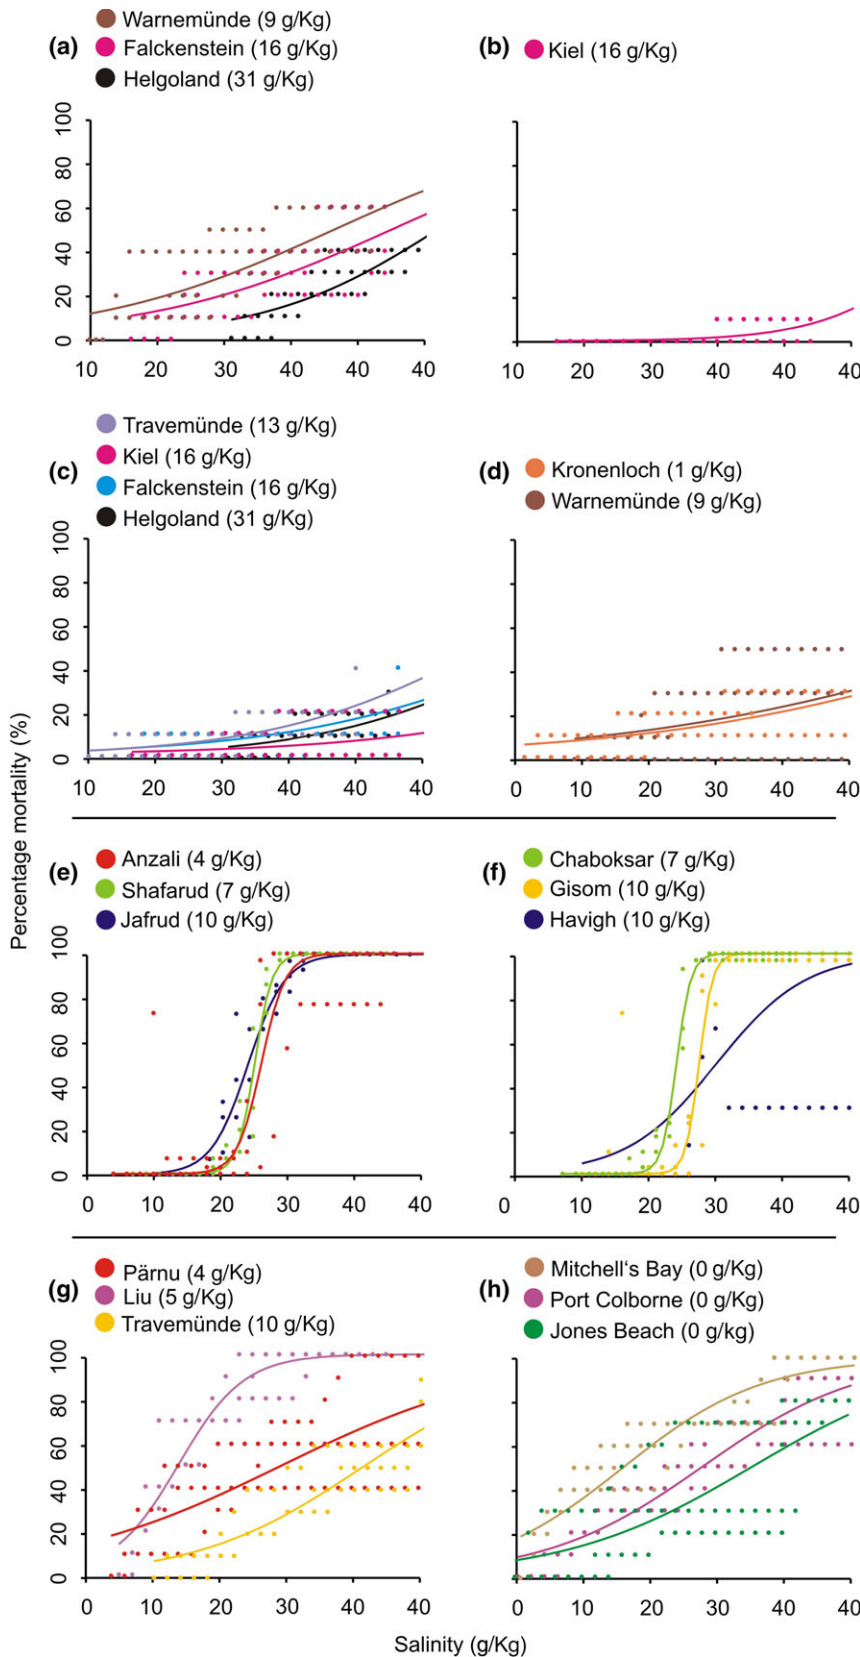 (a)
Warnemünde (9 g/Kg)
Falckenstein (16 g/Kg)
Helgoland (31 g/Kg)
100
80
60
40
20
0
10 20 30 40 40 40
(b)
Kiel (16 g/Kg)
10 20 30 40 40 40
(c)
Travemünde (13 g/Kg)
Kiel (16 g/Kg)
Falckenstein (16 g/Kg)
Helgoland (31 g/Kg)
100
80
60
40
20
0
10 20 30 40 40 40
(d)
Kronenloch (1 g/Kg)
Warnemünde (9 g/Kg)
0 10 20 30 40 40
Percentage mortality (%)
(e)
Anzali (4 g/Kg)
Shafarud (7 g/Kg)
Jafrud (10 g/Kg)
100
80
60
40
20
0
0 10 20 30 40 40
(f)
Chaboksar (7 g/Kg)
Gisom (10 g/Kg)
Havigh (10 g/Kg)
0 10 20 30 40 40
(g)
Pärnu (4 g/Kg)
Liu (5 g/Kg)
Travemünde (10 g/Kg)
100
80
60
40
20
0
0 10 20 30 40 40
(h)
Mitchell's Bay (0 g/Kg)
Port Colborne (0 g/Kg)
Jones Beach (0 g/kg)
0 10 20 30 40 40
Salinity (g/Kg)